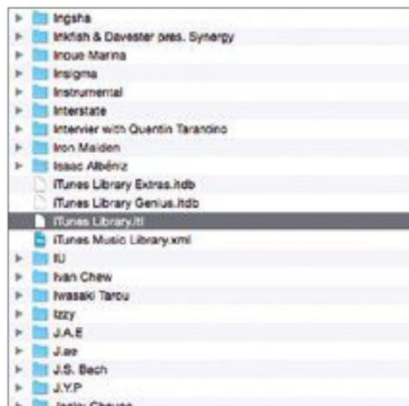 Ingsha
Inkfish & Davester pres. Synergy
Inoue Marina
Insigma
Instrumental
Interstate
Intervier with Quentin Tarantino
Iron Maiden
Isaac Albéniz
iTunes Library Extras.itdb
iTunes Library Genius.itdb
iTunes Library.itl
iTunes Music Library.xml
IU
Ivan Chew
Iwasaki Tarou
Izzy
J.A.E
J.ae
J.S. Bach
J.Y.P